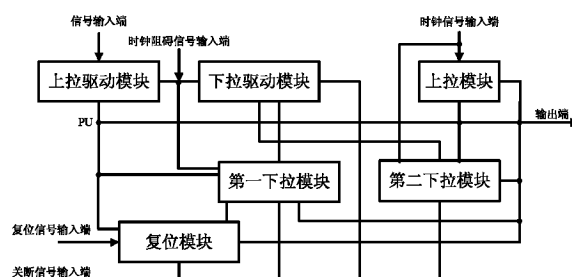 信号输入端
时钟信号输入端
时钟阻碍信号输入端
上拉驱动模块
下拉驱动模块
上拉模块
输出端
PU
第一下拉模块
第二下拉模块
复位信号输入端
复位模块
关断信号输入端